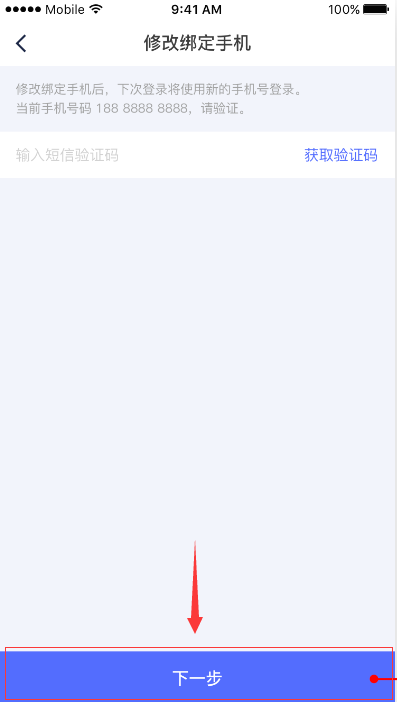 Mobile 9:41 AM 100%
修改绑定手机
修改绑定手机后，下次登录将使用新的手机号登录。
当前手机号码 188 8888 8888，请验证。
输入短信验证码 获取验证码
下一步